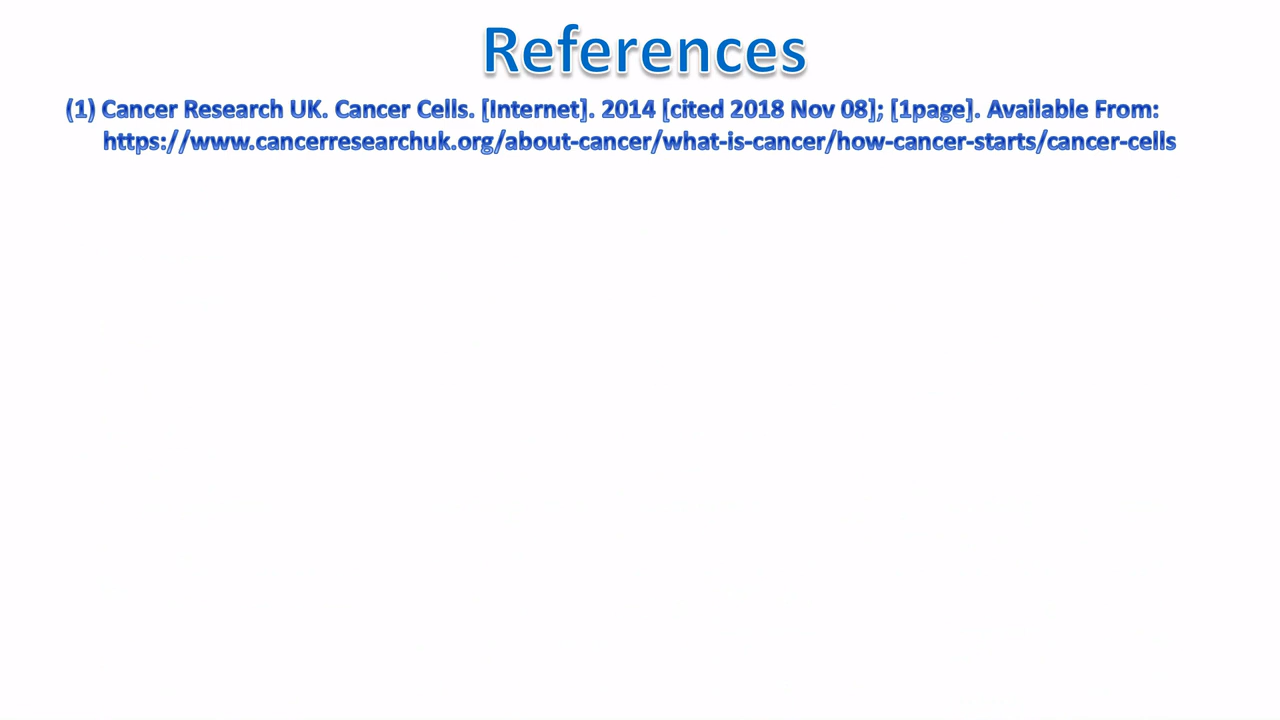 References
(1) Cancer Research UK. Cancer Cells. [Internet]. 2014 [cited 2018 Nov 08]; [1page]. Available From:
https://www.cancerresearchuk.org/about-cancer/what-is-cancer/how-cancer-starts/cancer-cells